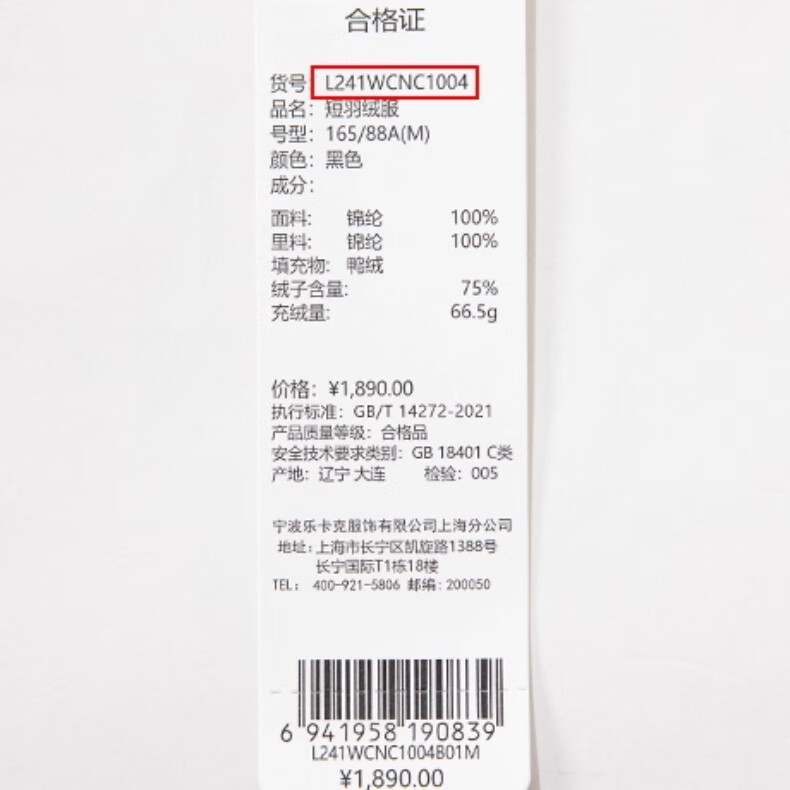 合格证
货号 L241WCNC1004
品名：短羽绒服
号型：165/88A(M)
颜色：黑色
成分：
面料: 锦纶 100%
里料: 锦纶 100%
填充物: 鸭绒
绒子含量: 75%
充绒量: 66.5g
价格：¥1,890.00
执行标准：GB/T 14272-2021
产品质量等级：合格品
安全技术要求类别：GB 18401 C类
产地：辽宁 大连 检验：005
宁波乐卡克服饰有限公司上海分公司
地址：上海市长宁区凯旋路1388号
长宁国际T1栋18楼
TEL： 400-921-5806 邮编：200050
6 941958 190839
L241WCNC1004B01M
¥1,890.00